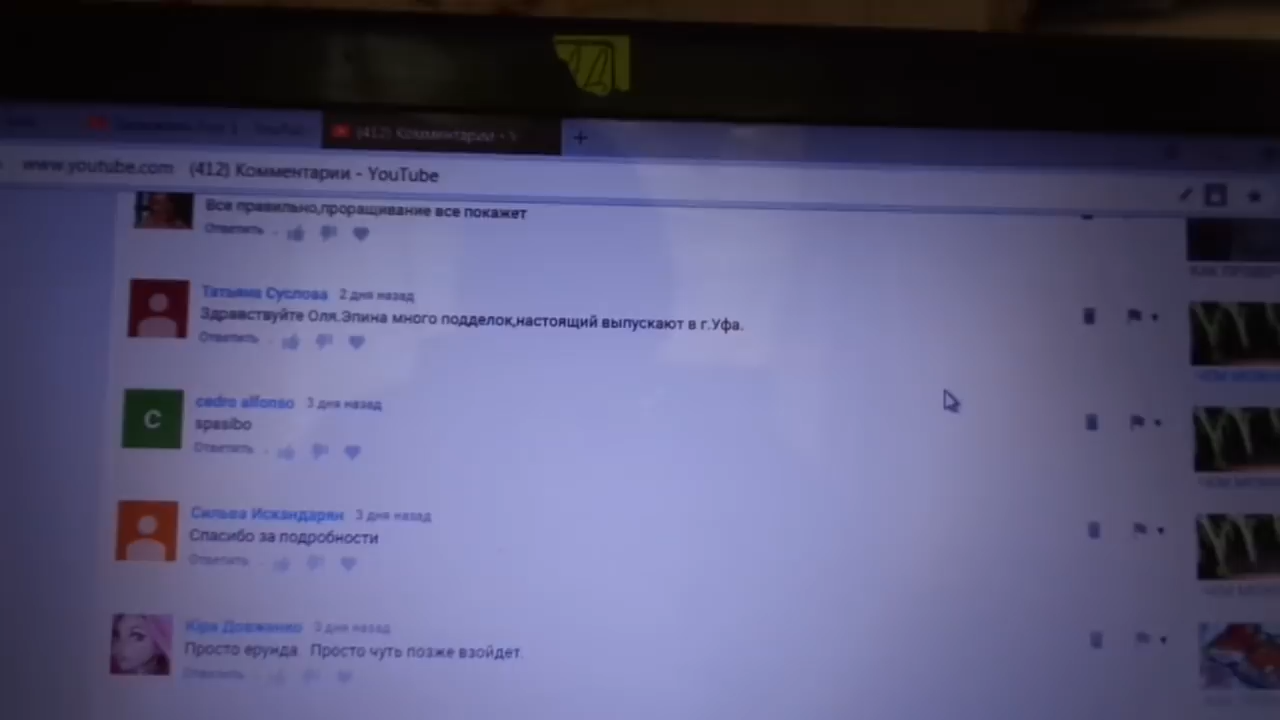 (412) Комментарии - Y
www.youtube.com (412) Комментарии - YouTube
Все правильно,проращивание все покажет
Ответить
Татьяна Суслова 2 дня назад
Здравствуйте Оля.Эпина много подделок,настоящий выпускают в г.Уфа.
Ответить
C
cedro alfonso 3 дня назад
spasibo
Ответить
Сильва Искандарян 3 дня назад
Спасибо за подробности
Ответить
Кіра Довженко 3 дня назад
Просто ерунда. Просто чуть позже взойдет.
Ответить